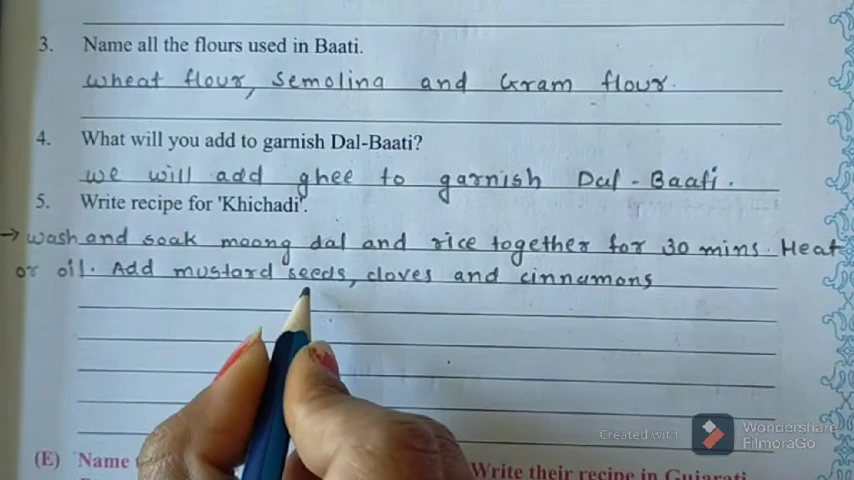 3. Name all the flours used in Baati.
wheat flour, semolina and Gram flour.
4. What will you add to garnish Dal-Baati?
we will add ghee to garnish Dal-Baati.
5. Write recipe for 'Khichadi'.
→ wash and soak moong dal and rice together for 30 mins. Heat
or oil. Add mustard seeds, cloves and cinnamons
Created with Wondershare FilmoraGo
(E) Name Write their recipe in Gujarati